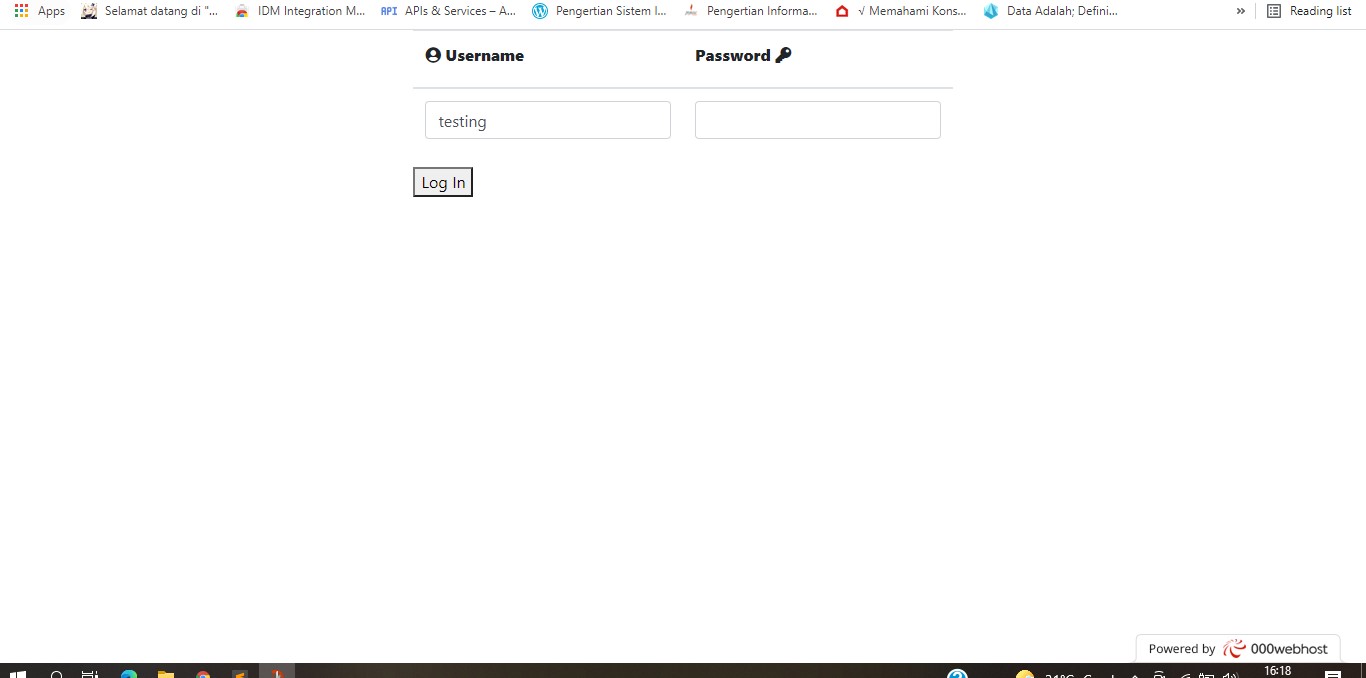 Apps Selamat datang di "... IDM Integration M... API APIs & Services – A... Pengertian Sistem I... Pengertian Informa... √ Memahami Kons... Data Adalah; Defini... » Reading list
Username Password
testing
Log In
Powered by 000webhost
16:18